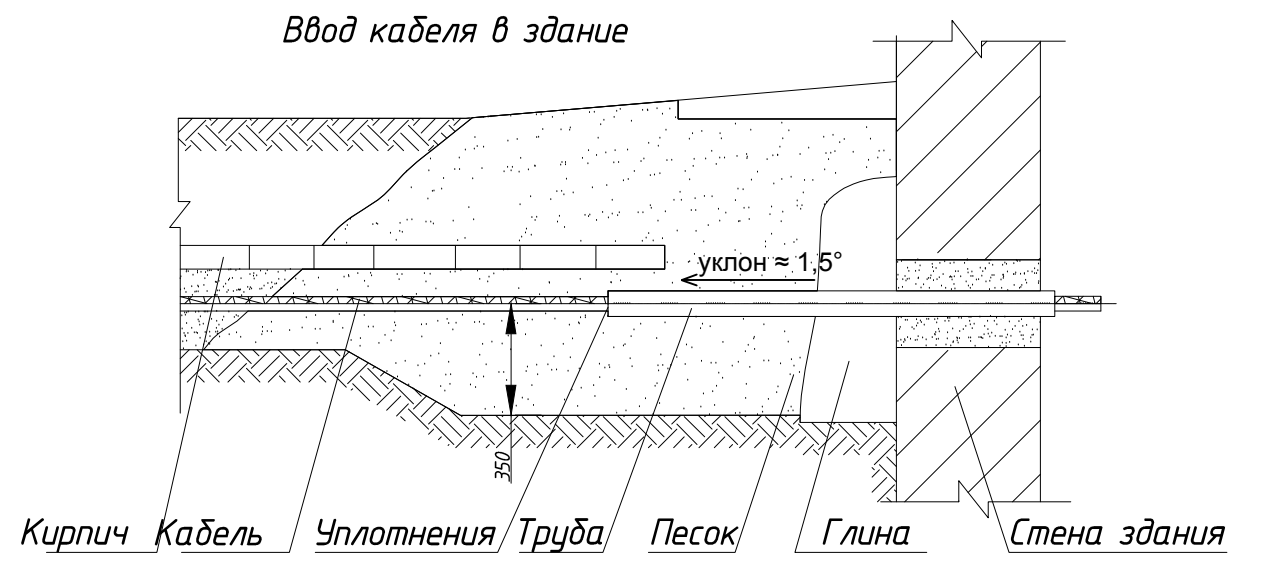 Ввод кабеля в здание
уклон ≈ 1,5°
350
Кирпич Кабель Уплотнения Труба Песок Глина Стена здания